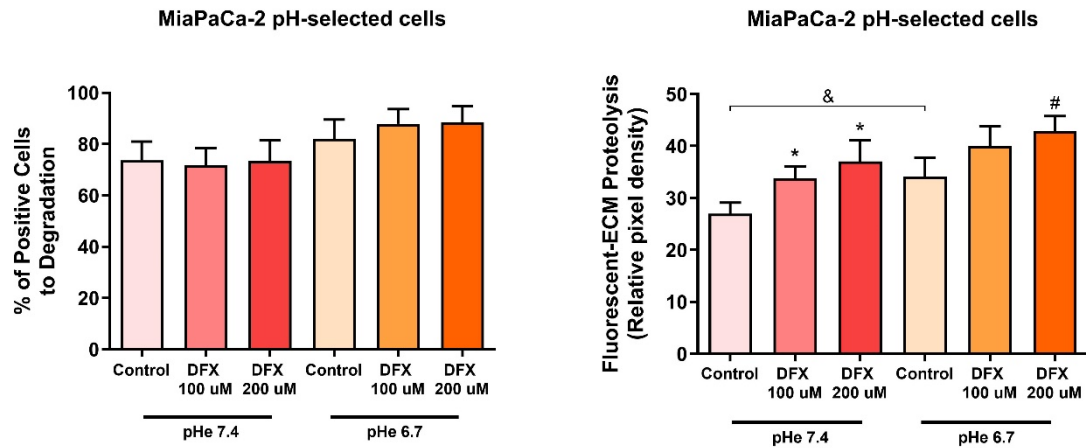 MiaPaCa-2 pH-selected cells
% of Positive Cells
to Degradation
100
80
60
40
20
0
Control
DFX
100 uM
DFX
200 uM
Control
DFX
100 uM
DFX
200 uM
pHe 7.4
pHe 6.7
MiaPaCa-2 pH-selected cells
Fluorescent-ECM Proteolysis
(Relative pixel density)
50
40
30
20
10
0
&
*
*
#
Control
DFX
100 uM
DFX
200 uM
Control
DFX
100 uM
DFX
200 uM
pHe 7.4
pHe 6.7